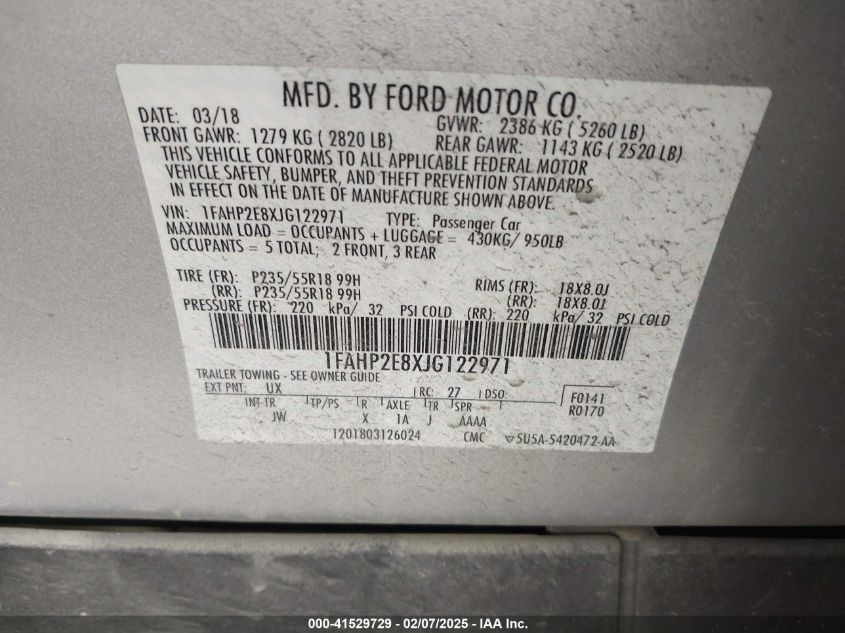 MFD. BY FORD MOTOR CO.
DATE: 03/18 GVWR: 2386 KG ( 5260 LB)
FRONT GAWR: 1279 KG ( 2820 LB) REAR GAWR: 1143 KG ( 2520 LB)
THIS VEHICLE CONFORMS TO ALL APPLICABLE FEDERAL MOTOR
VEHICLE SAFETY, BUMPER, AND THEFT PREVENTION STANDARDS
IN EFFECT ON THE DATE OF MANUFACTURE SHOWN ABOVE.
VIN: 1FAHP2E8XJG122971 TYPE: Passenger Car
MAXIMUM LOAD = OCCUPANTS + LUGGAGE = 430KG/ 950LB
OCCUPANTS = 5 TOTAL; 2 FRONT, 3 REAR
TIRE (FR): P235/55R18 99H RIMS (FR): 18X8.0J
(RR): P235/55R18 99H (RR): 18X8.0J
PRESSURE (FR): 220 kPa/ 32 PSI COLD (RR): 220 kPa/ 32 PSI COLD
1FAHP2E8XJG122971
TRAILER TOWING - SEE OWNER GUIDE
EXT PNT: UX RC: 27 DSO: F0141
INT TR TP/PS R AXLE TR SPR R0170
JW X 1A J AAAA
1201803126024 CMC 5U5A-5420472-AA
000-41529729 - 02/07/2025 - IAA Inc.